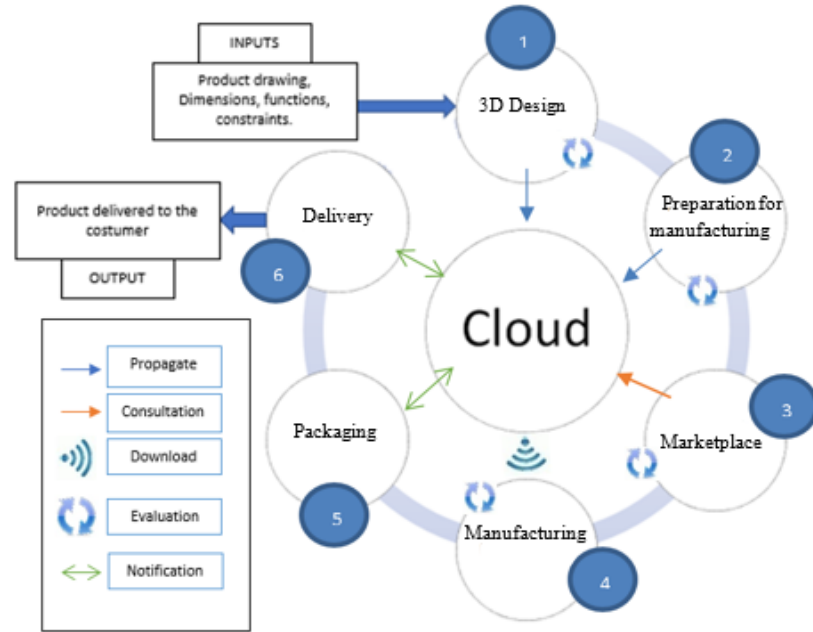 INPUTS
Product drawing,
Dimensions, functions,
constraints.
1
3D Design
2
Preparation for
manufacturing
Product delivered to the
costumer
OUTPUT
Delivery
6
Cloud
3
Marketplace
Packaging
5
Manufacturing
4
Propagate
Consultation
Download
Evaluation
Notification